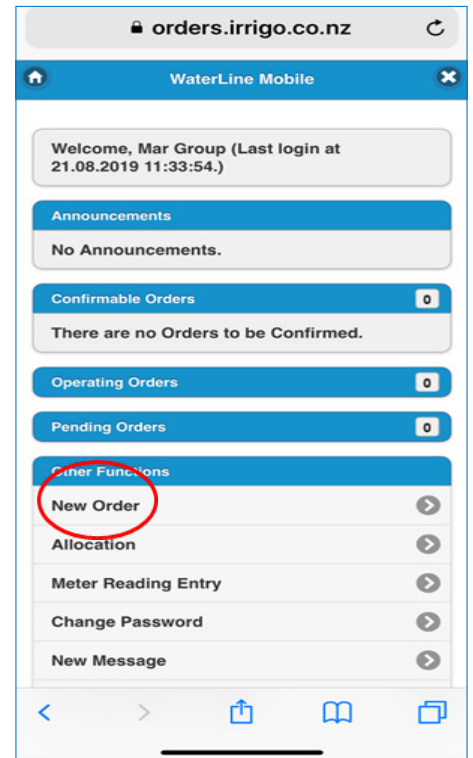 orders.irrigo.co.nz
WaterLine Mobile
Welcome, Mar Group (Last login at
21.08.2019 11:33:54.)
Announcements
No Announcements.
Confirmable Orders 0
There are no Orders to be Confirmed.
Operating Orders 0
Pending Orders 0
Other Functions
New Order
Allocation
Meter Reading Entry
Change Password
New Message